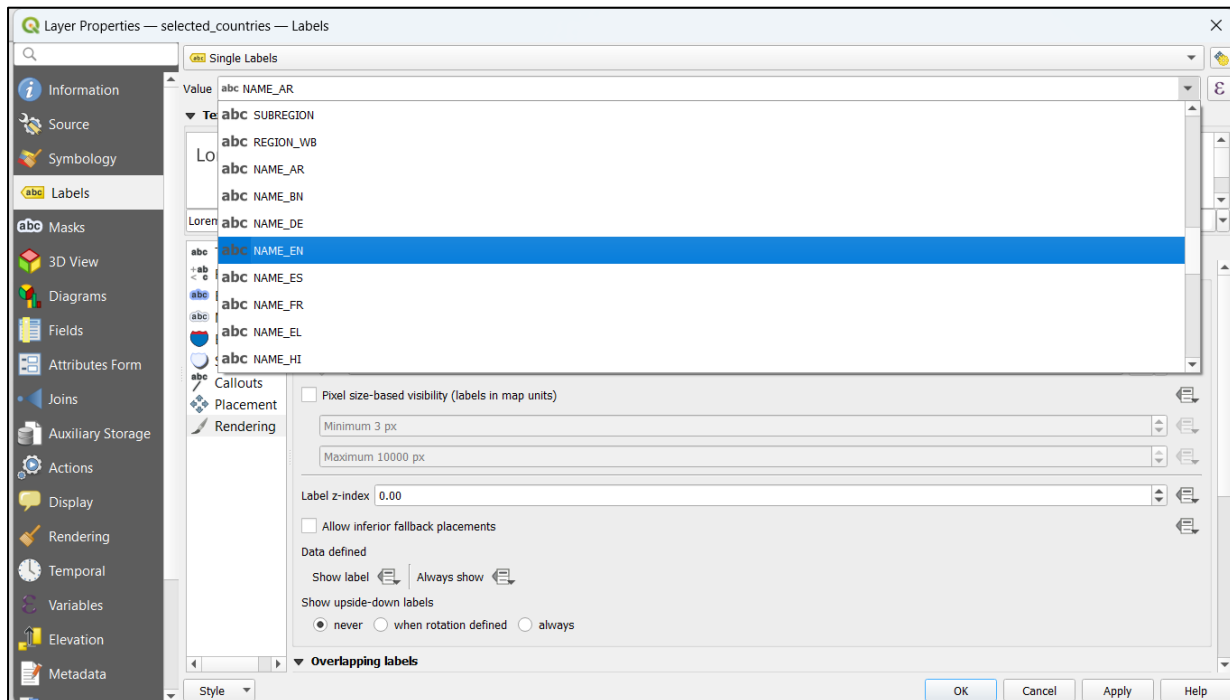 Layer Properties — selected_countries — Labels
Single Labels
Value abc NAME_AR
Information
Source
Symbology
Labels
Masks
3D View
Diagrams
Fields
Attributes Form
Joins
Auxiliary Storage
Actions
Display
Rendering
Temporal
Variables
Elevation
Metadata
abc SUBREGION
abc REGION_WB
abc NAME_AR
abc NAME_BN
abc NAME_DE
abc NAME_EN
abc NAME_ES
abc NAME_FR
abc NAME_EL
abc NAME_HI
Callouts
Placement
Rendering
Pixel size-based visibility (labels in map units)
Minimum 3 px
Maximum 10000 px
Label z-index 0.00
Allow inferior fallback placements
Data defined
Show label
Always show
Show upside-down labels
never when rotation defined always
Overlapping labels
Style
OK Cancel Apply Help